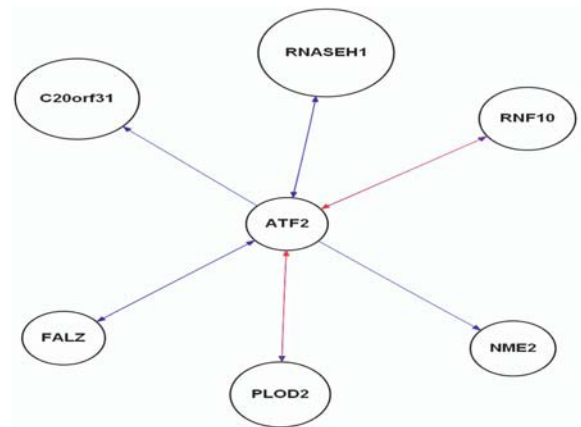 RNASEH1
C20orf31
RNF10
ATF2
FALZ
NME2
PLOD2